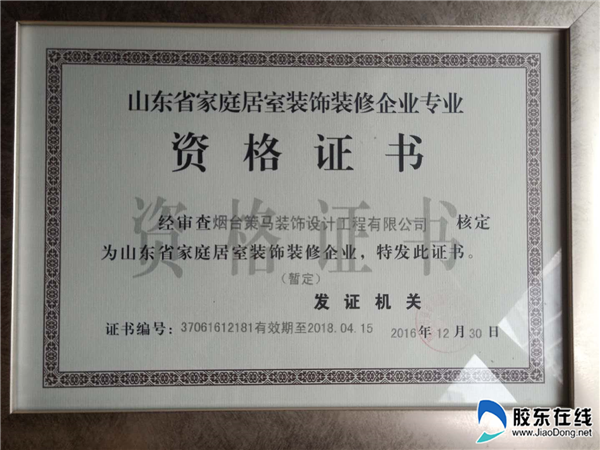 山东省家庭居室装饰装修企业专业
资格证书
资格证书
经审查烟台策马装饰设计工程有限公司 核定
为山东省家庭居室装饰装修企业，特发此证书。
（暂定）
发证机关
证书编号：37061612181有效期至2018.04.15 2016年12月30日
胶东在线
www.JiaoDong.net